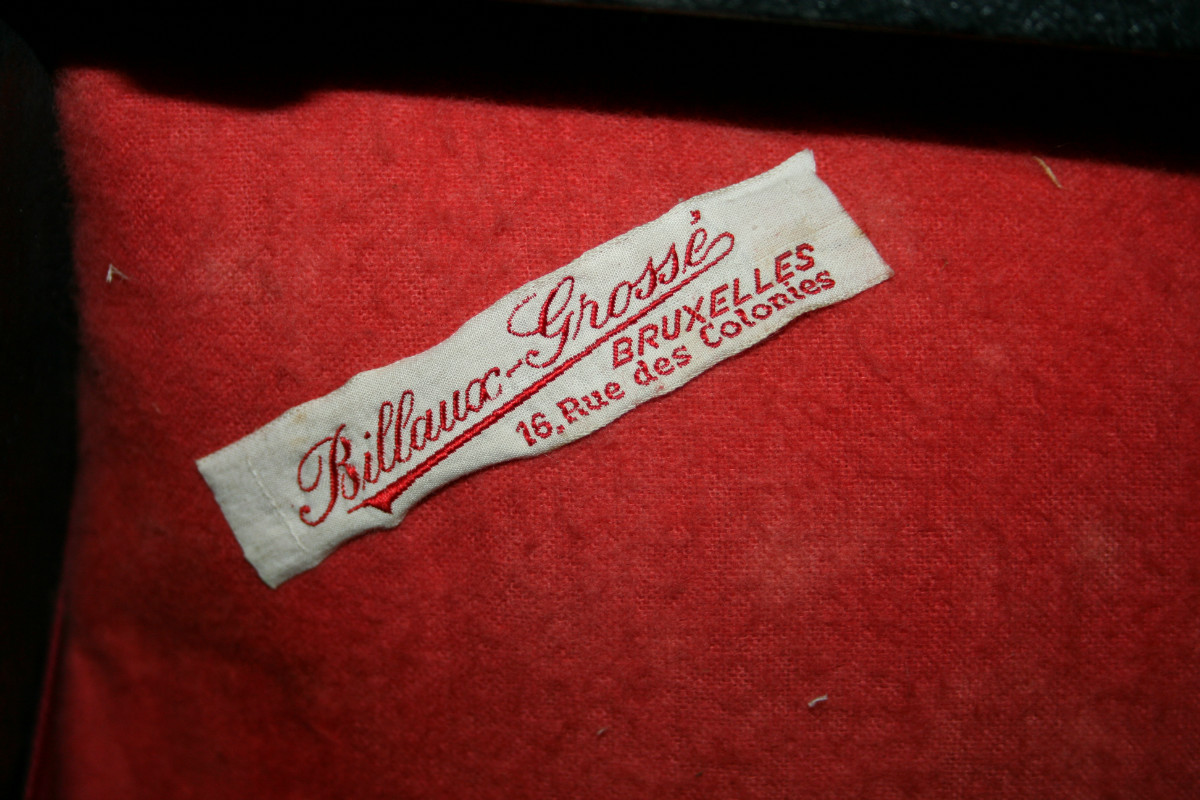 Billaux-Grossé
BRUXELLES
16, Rue des Colonies